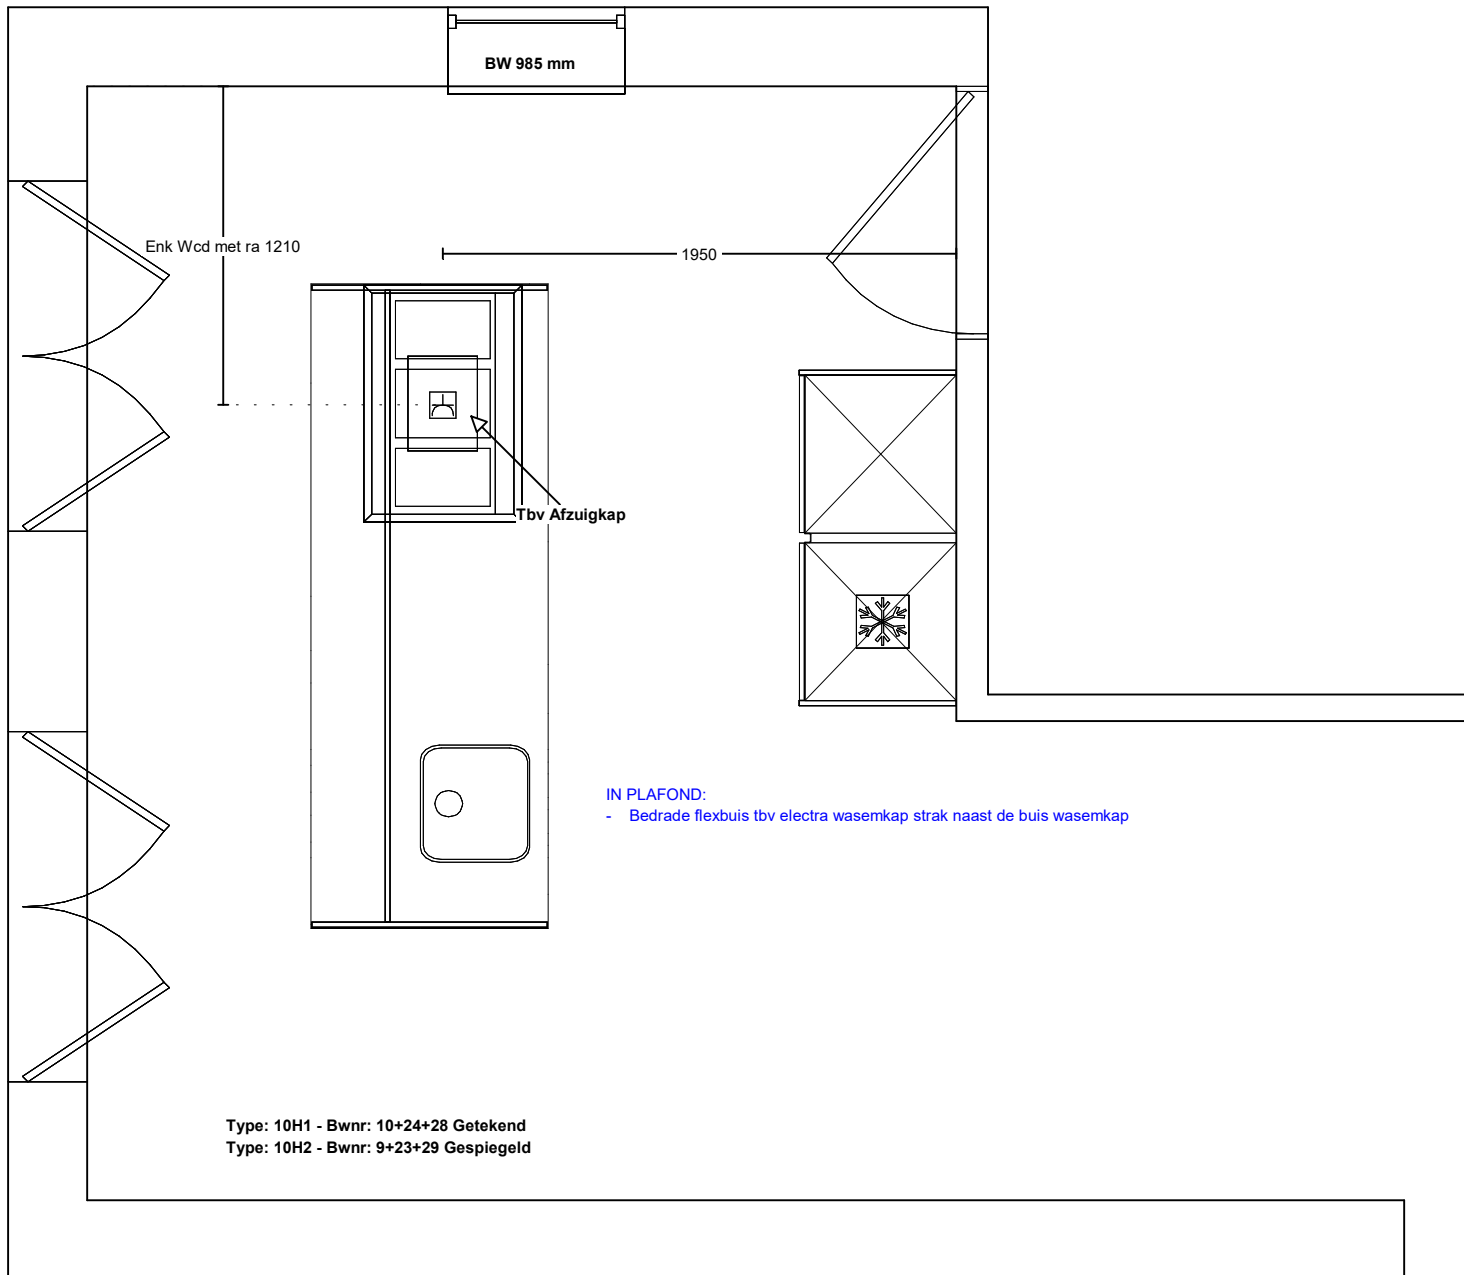 BW 985 mm
Enk Wcd met ra 1210
1950
Tbv Afzuigkap
IN PLAFOND:
- Bedrade flexbuis tbv electra wasemkap strak naast de buis wasemkap
Type: 10H1 - Bwnr: 10+24+28 Getekend
Type: 10H2 - Bwnr: 9+23+29 Gespiegeld